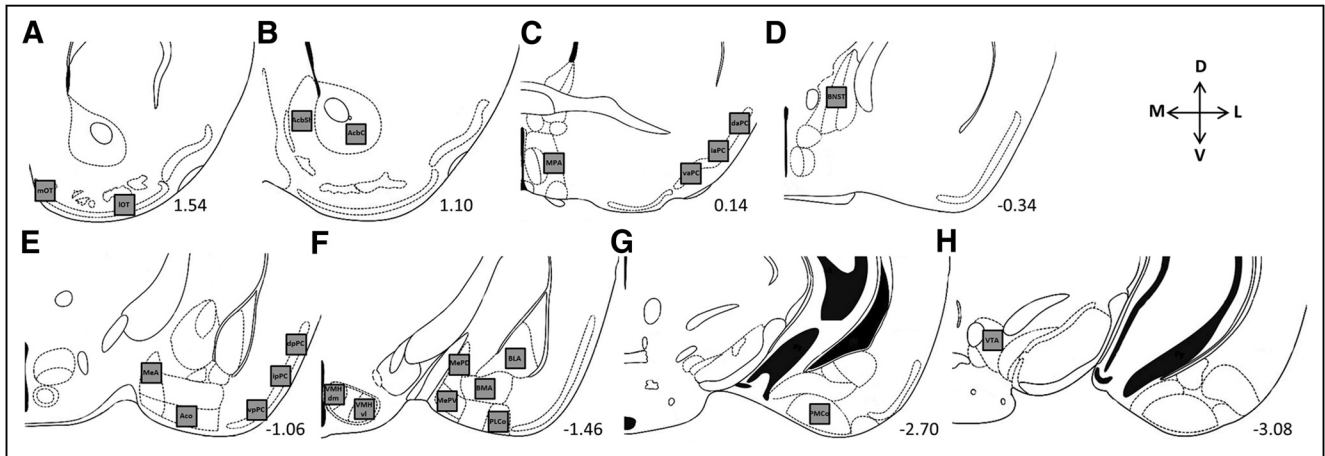 A
B
C
D
mOT
lOT
1.54
AcbSh
AcbC
1.10
MPA
daPC
iaPC
vaPC
0.14
BNST
-0.34
D
M
L
V
E
F
G
H
MeA
Aco
dpPC
ipPC
vpPC
-1.06
VMH
dm
VMH
vl
MePD
MePV
BLA
BMA
PLCo
-1.46
PMCo
-2.70
VTA
-3.08